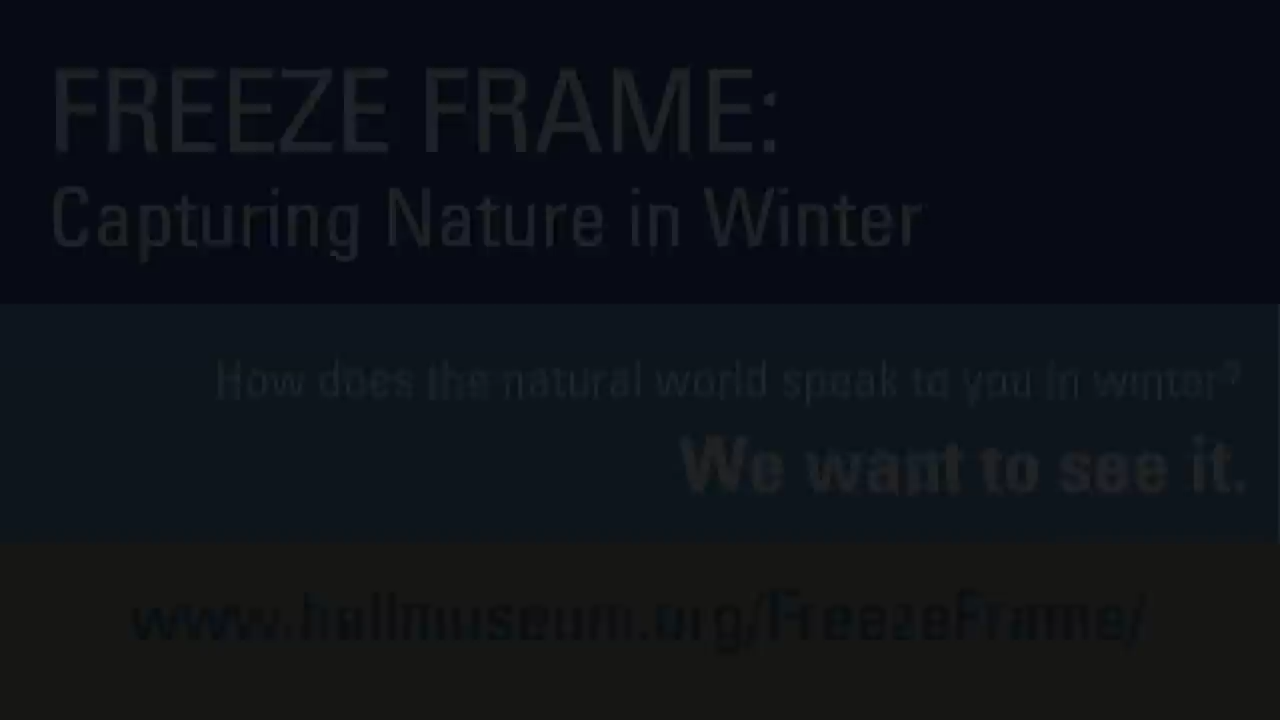 FREEZE FRAME:
Capturing Nature in Winter
How does the natural world speak to you in winter?
We want to see it.
www.hallmuseum.org/FreezeFrame/